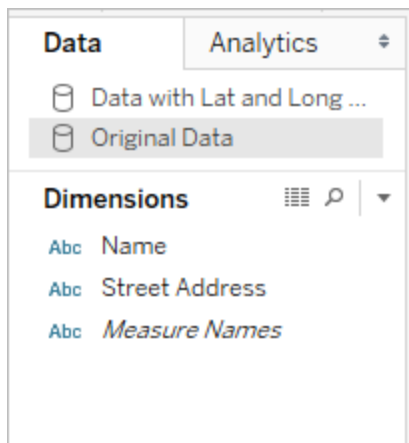 Data Analytics
Data with Lat and Long ...
Original Data
Dimensions
Abc Name
Abc Street Address
Abc Measure Names